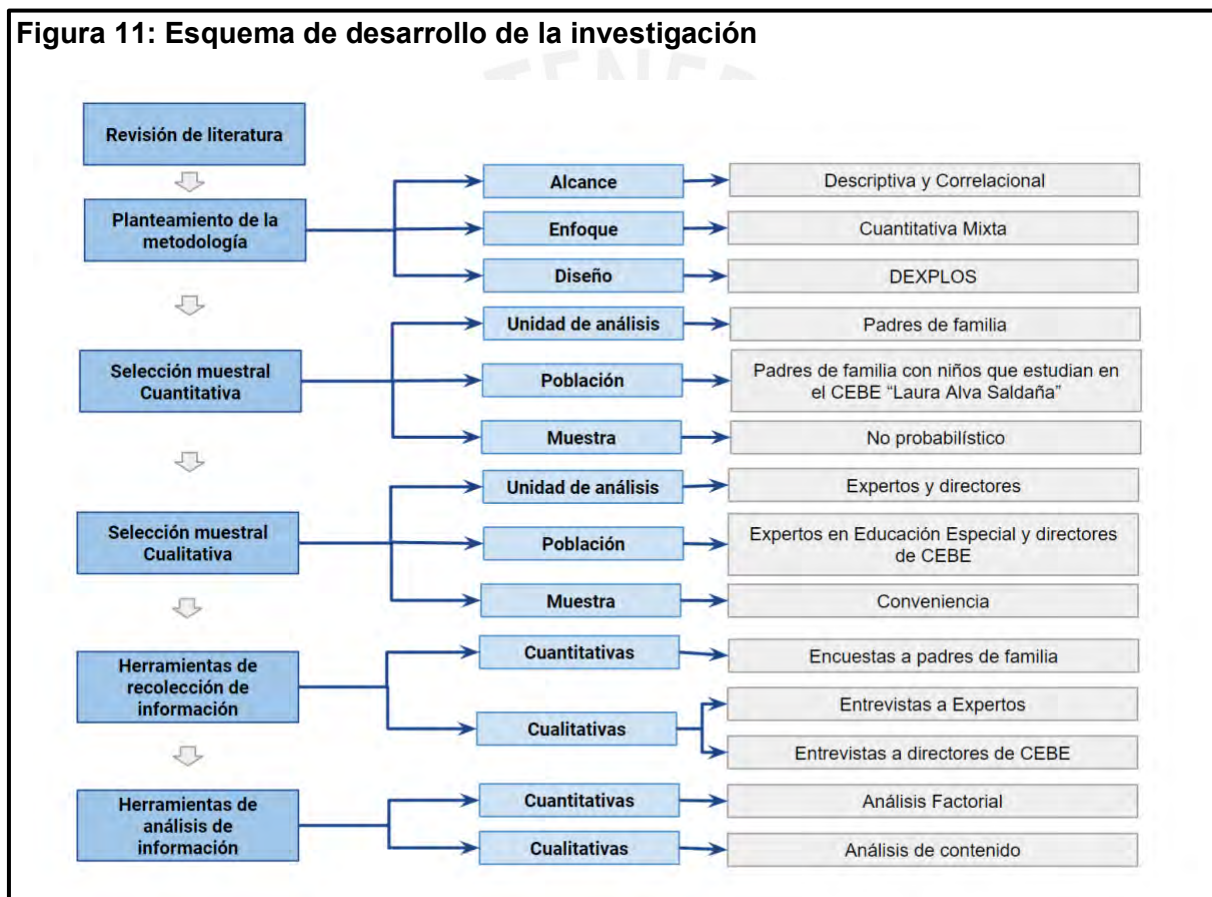 Figura 11: Esquema de desarrollo de la investigación
TENEB
Revisión de literatura
Planteamiento de la
metodología
Alcance
Descriptiva y Correlacional
Enfoque
Cuantitativa Mixta
Diseño
DEXPLOS
Selección muestral
Cuantitativa
Unidad de análisis
Padres de familia
Población
Padres de familia con niños que estudian en
el CEBE “Laura Alva Saldaña”
Muestra
No probabilístico
Selección muestral
Cualitativa
Unidad de análisis
Expertos y directores
Población
Expertos en Educación Especial y directores
de CEBE
Muestra
Conveniencia
Herramientas de
recolección de
información
Cuantitativas
Encuestas a padres de familia
Cualitativas
Entrevistas a Expertos
Entrevistas a directores de CEBE
Herramientas de
análisis de
información
Cuantitativas
Análisis Factorial
Cualitativas
Análisis de contenido